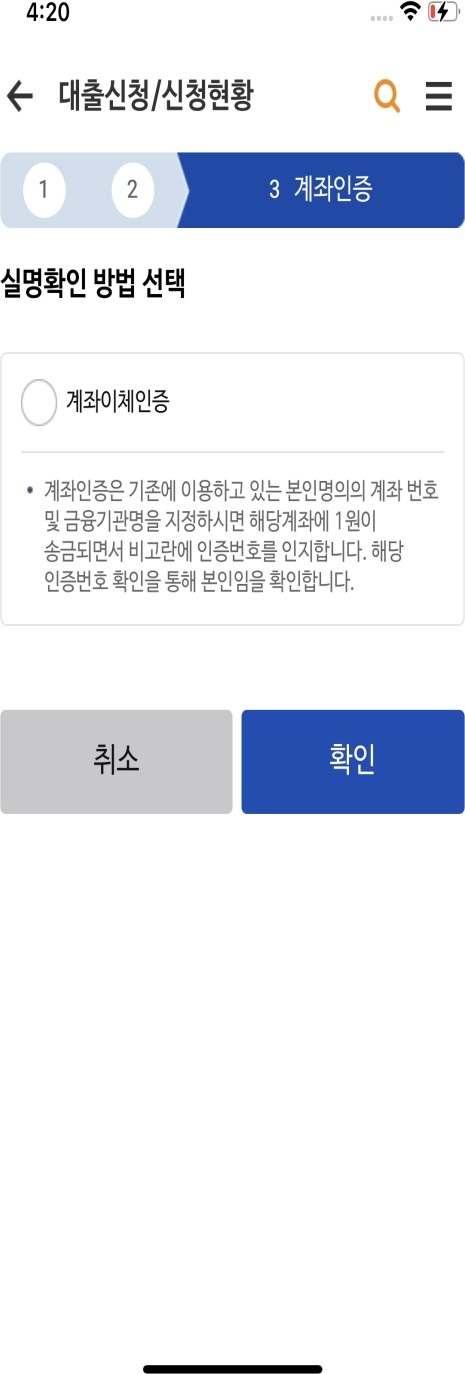 4:20
대출신청/신청현황
1
2
3 계좌인증
실명확인 방법 선택
계좌이체인증
• 계좌인증은 기존에 이용하고 있는 본인명의의 계좌 번호
및 금융기관명을 지정하시면 해당계좌에 1원이
송금되면서 비고란에 인증번호를 인지합니다. 해당
인증번호 확인을 통해 본인임을 확인합니다.
취소
확인